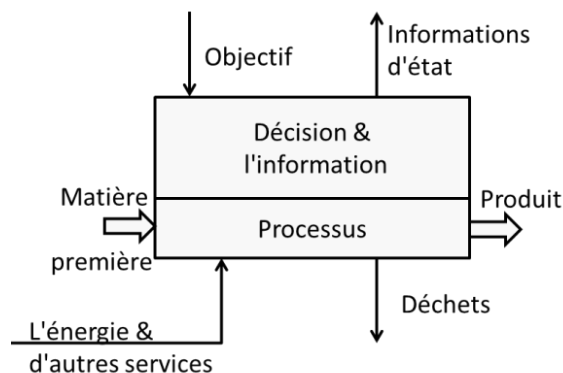 Objectif
Informations
d'état
Décision &
l'information
Matière
première
Processus
Produit
L'énergie &
d'autres services
Déchets